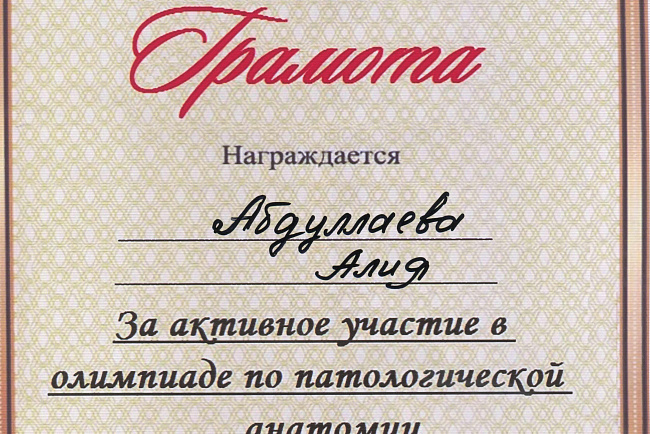 Грамота
Награждается
Абдуллаева
Алия
За активное участие в
олимпиаде по патологической
анатомии